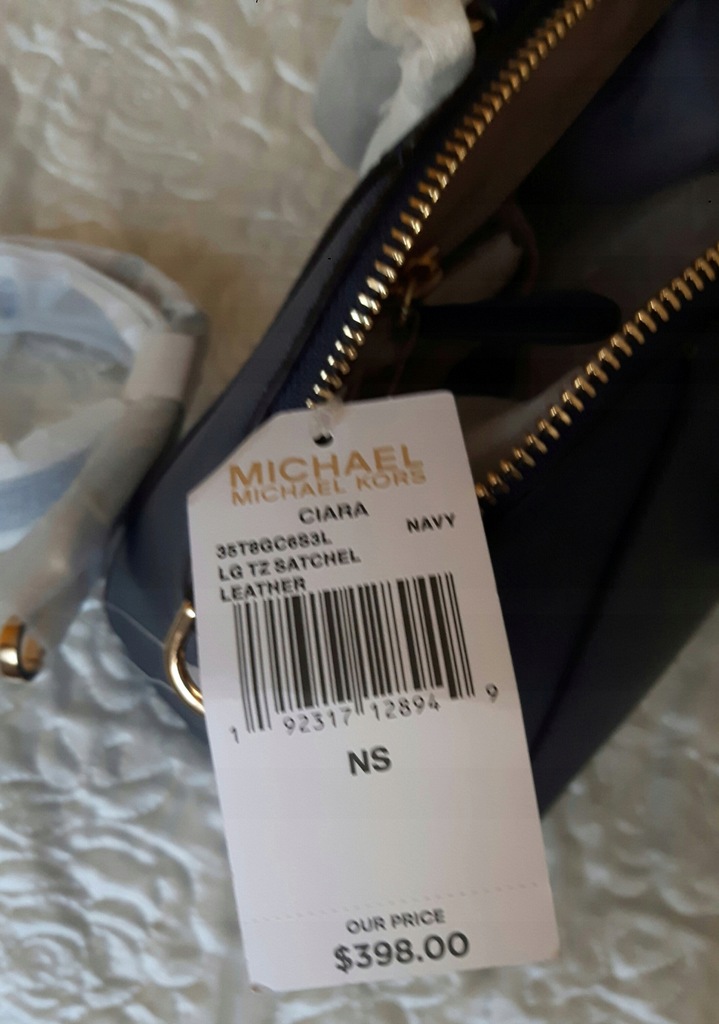 MICHAEL
MICHAEL KORS
CIARA
35T8GC6S3L NAVY
LG TZ SATCHEL
LEATHER
1 92317 12894 9
NS
OUR PRICE
$398.00